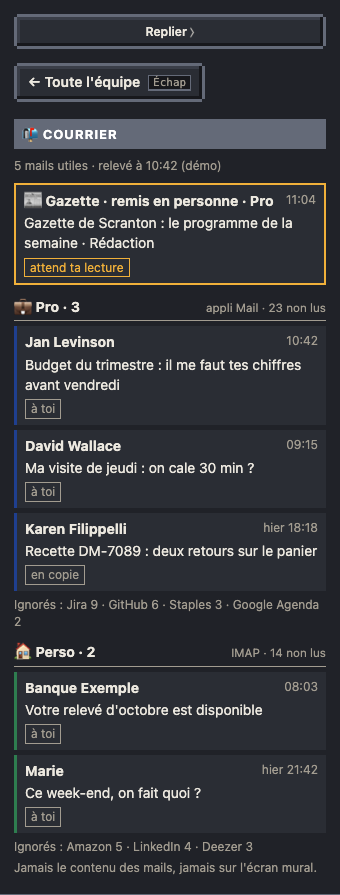 Replier ⟩
← Toute l'équipe Échap
COURRIER
5 mails utiles · relevé à 10:42 (démo)
Gazette · remis en personne · Pro 11:04
Gazette de Scranton : le programme de la
semaine · Rédaction
attend ta lecture
Pro · 3 appli Mail · 23 non lus
Jan Levinson 10:42
Budget du trimestre : il me faut tes chiffres
avant vendredi
à toi
David Wallace 09:15
Ma visite de jeudi : on cale 30 min ?
à toi
Karen Filippelli hier 18:18
Recette DM-7089 : deux retours sur le panier
en copie
Ignorés : Jira 9 · GitHub 6 · Staples 3 · Google Agenda
2
Perso · 2 IMAP · 14 non lus
Banque Exemple 08:03
Votre relevé d'octobre est disponible
à toi
Marie hier 21:42
Ce week-end, on fait quoi ?
à toi
Ignorés : Amazon 5 · LinkedIn 4 · Deezer 3
Jamais le contenu des mails, jamais sur l'écran mural.